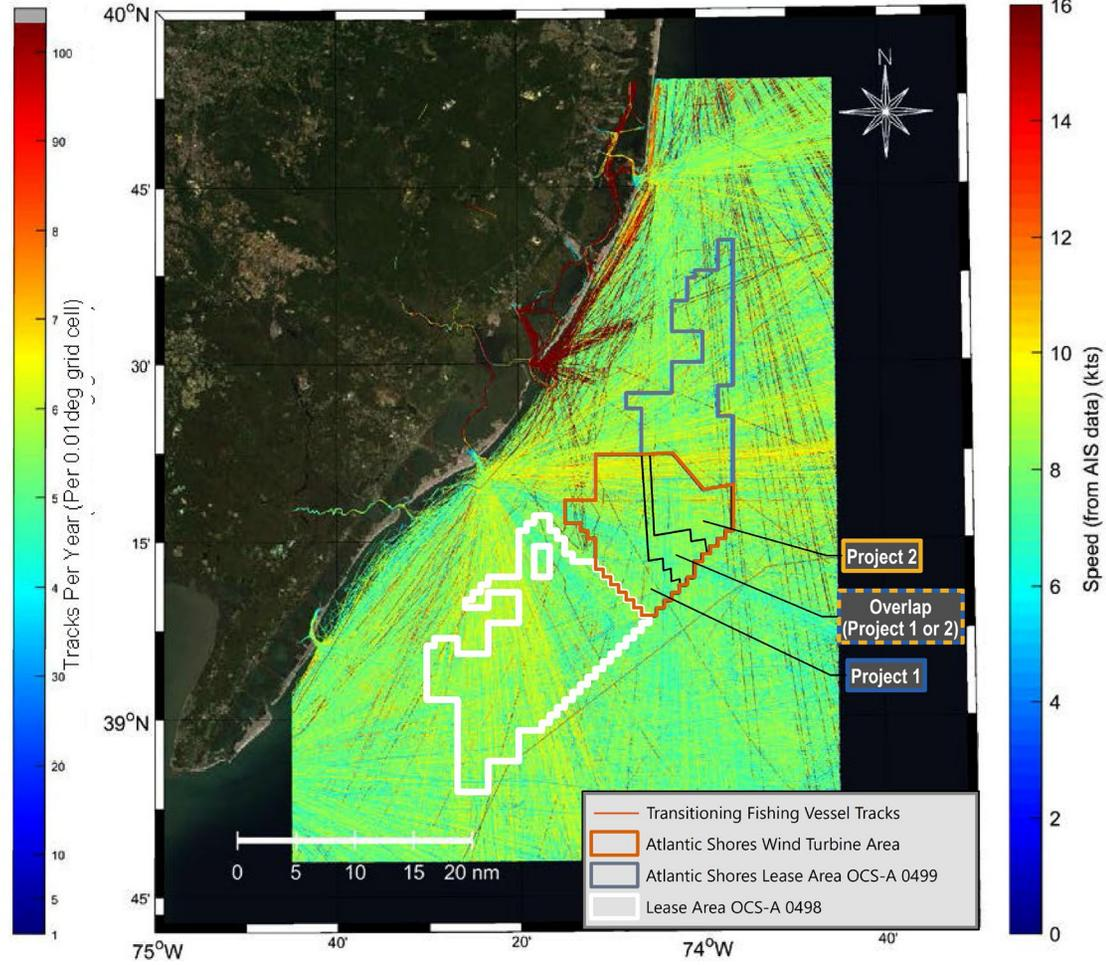 40°N
45'
30'
15'
39°N
45'
75°W
40'
20'
74°W
40'
N
100
90
8
7
6
5
4
30
20
10
5
1
Tracks Per Year (Per 0.01deg grid cell)
16
14
12
10
8
6
4
2
0
Speed (from AIS data) (kts)
Project 2
Overlap
(Project 1 or 2)
Project 1
0 5 10 15 20 nm
Transitioning Fishing Vessel Tracks
Atlantic Shores Wind Turbine Area
Atlantic Shores Lease Area OCS-A 0499
Lease Area OCS-A 0498